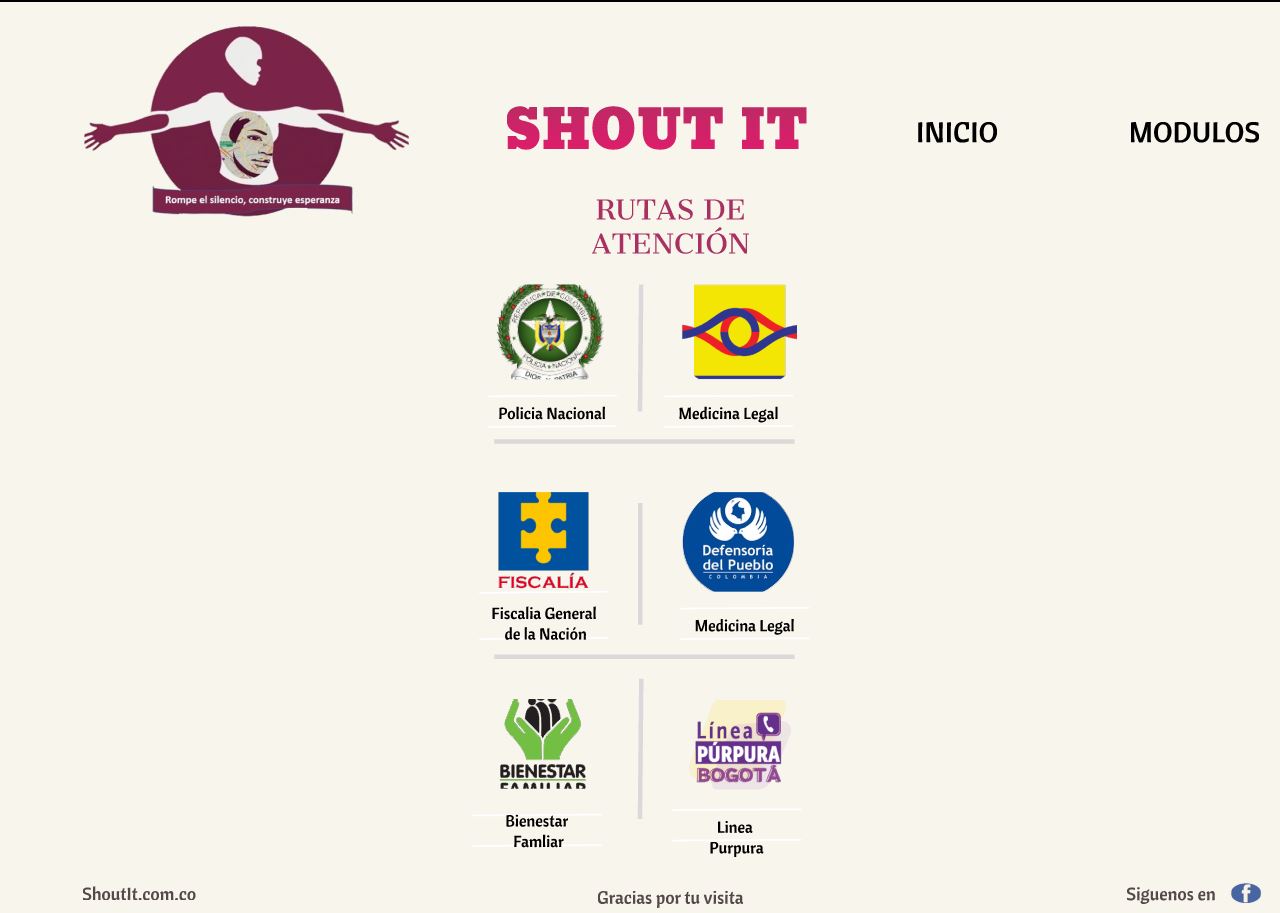 SHOUT IT
INICIO
MODULOS
Rompe el silencio, construye esperanza
RUTAS DE
ATENCIÓN
REPÚBLICA DE COLOMBIA
POLICIA NACIONAL
DIOS Y PATRIA
Policia Nacional
Medicina Legal
FISCALÍA
Defensoría
del Pueblo
COLOMBIA
Fiscalia General
de la Nación
Medicina Legal
BIENESTAR
FAMILIAR
Línea
PÚRPURA
BOGOTÁ
Bienestar
Famliar
Linea
Purpura
ShoutIt.com.co
Gracias por tu visita
Siguenos en
f